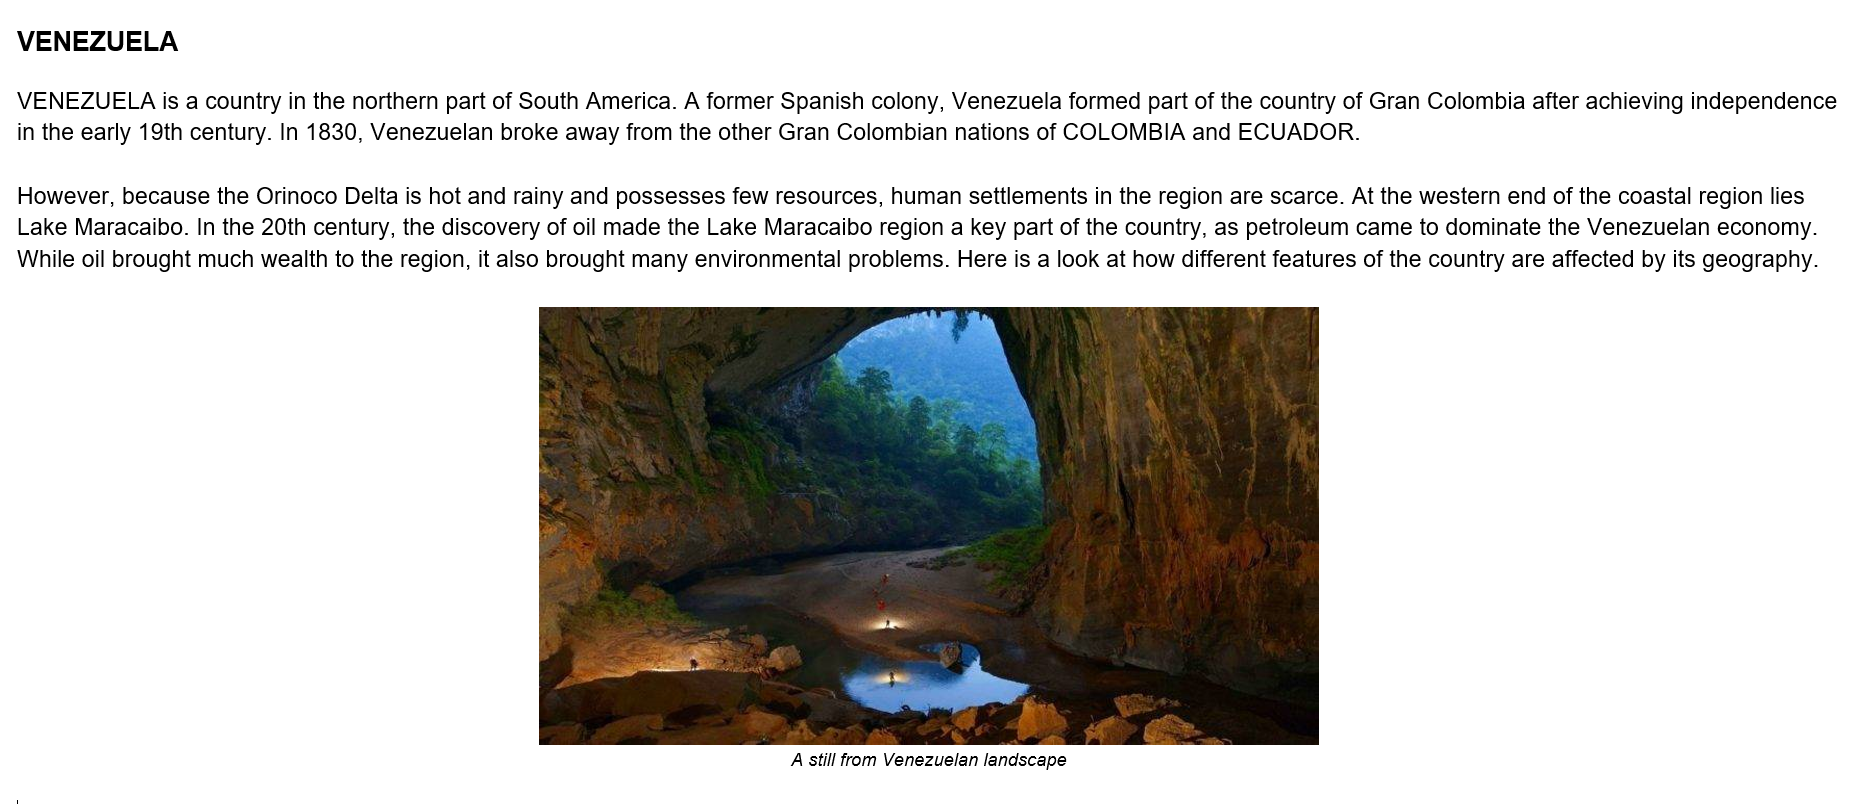 VENEZUELA
VENEZUELA is a country in the northern part of South America. A former Spanish colony, Venezuela formed part of the country of Gran Colombia after achieving independence
in the early 19th century. In 1830, Venezuelan broke away from the other Gran Colombian nations of COLOMBIA and ECUADOR.
However, because the Orinoco Delta is hot and rainy and possesses few resources, human settlements in the region are scarce. At the western end of the coastal region lies
Lake Maracaibo. In the 20th century, the discovery of oil made the Lake Maracaibo region a key part of the country, as petroleum came to dominate the Venezuelan economy.
While oil brought much wealth to the region, it also brought many environmental problems. Here is a look at how different features of the country are affected by its geography.
A still from Venezuelan landscape